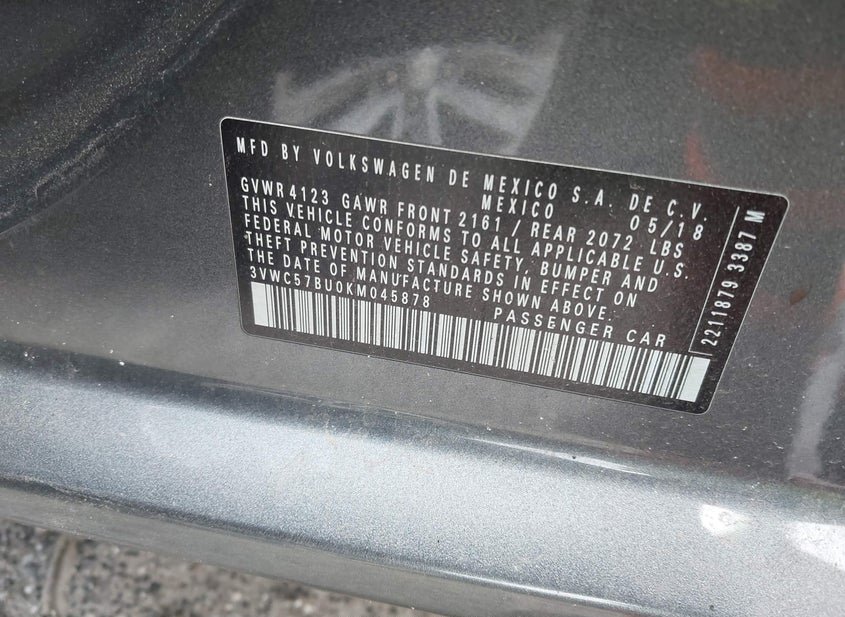 MFD BY VOLKSWAGEN DE MEXICO S.A. DE C.V.
MEXICO 05/18
GVWR 4123 GAWR FRONT 2161 / REAR 2072 LBS
THIS VEHICLE CONFORMS TO ALL APPLICABLE U.S.
FEDERAL MOTOR VEHICLE SAFETY, BUMPER AND
THEFT PREVENTION STANDARDS IN EFFECT ON
THE DATE OF MANUFACTURE SHOWN ABOVE.
3VWC57BU0KM045878 PASSENGER CAR
2211879 3387 M